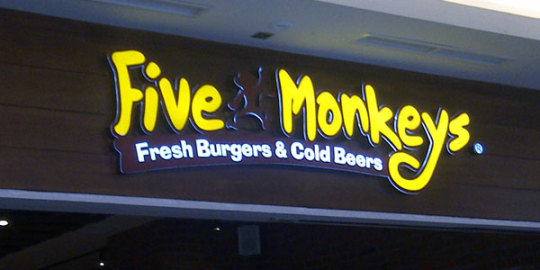 Five Monkeys
Fresh Burgers & Cold Beers